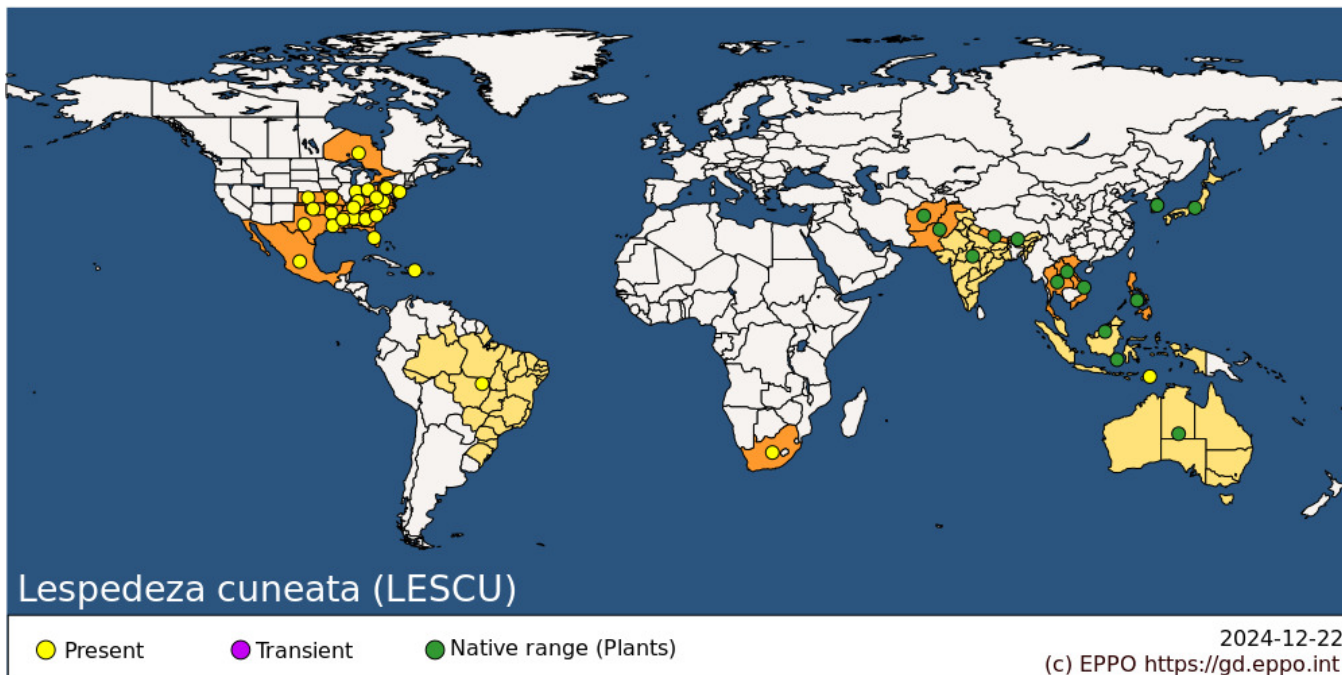 Lespedeza cuneata (LESCU)
Present
Transient
Native range (Plants)
2024-12-22
(c) EPPO https://gd.eppo.int